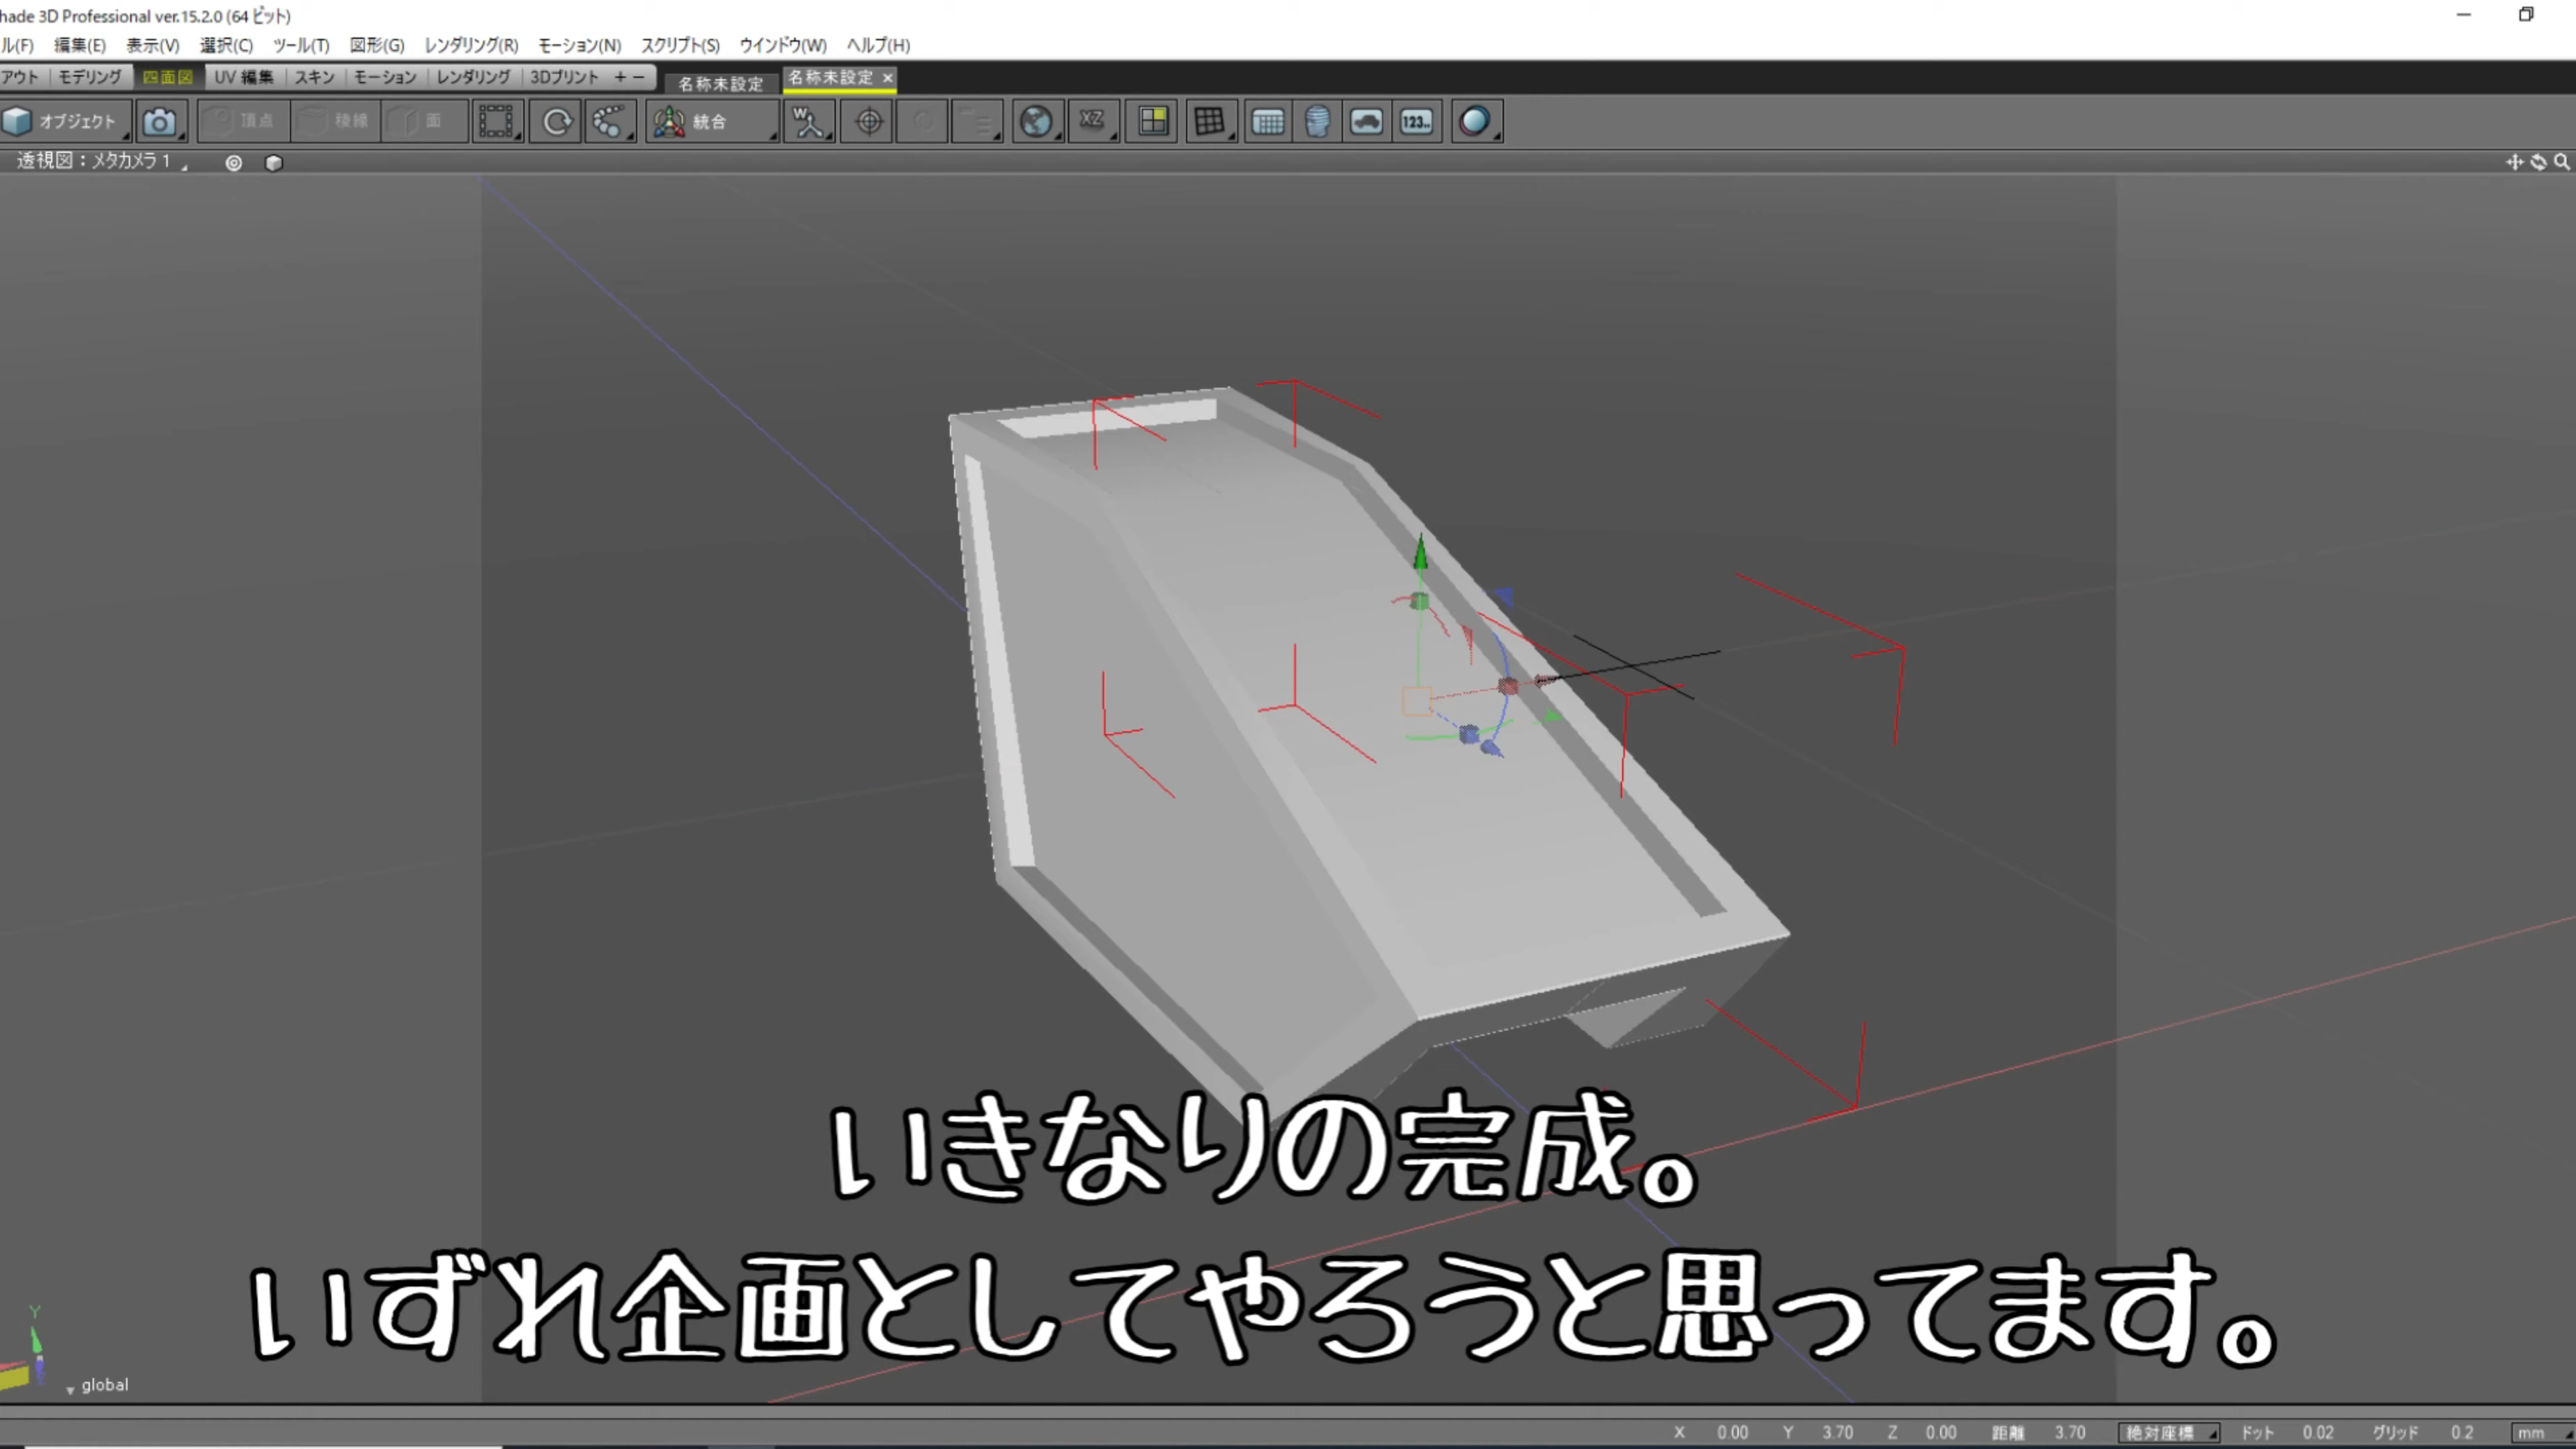 hade 3D Professional ver.15.2.0 (64 ビット)
ル(F) 編集(E) 表示(V) 選択(C) ツール(T) 図形(G) レンダリング(R) モーション(N) スクリプト(S) ウインドウ(W) ヘルプ(H)
アウト モデリング 四面図 UV 編集 スキン モーション レンダリング 3Dプリント + − 名称未設定 名称未設定 ×
オブジェクト 頂点 稜線 面 統合 W XZ 123..
透視図：メタカメラ 1
いきなりの完成。
いずれ企画としてやろうと思ってます。
Y
global
X 0.00 Y 3.70 Z 0.00 距離 3.70 絶対座標 ドット 0.02 グリッド 0.2 mm